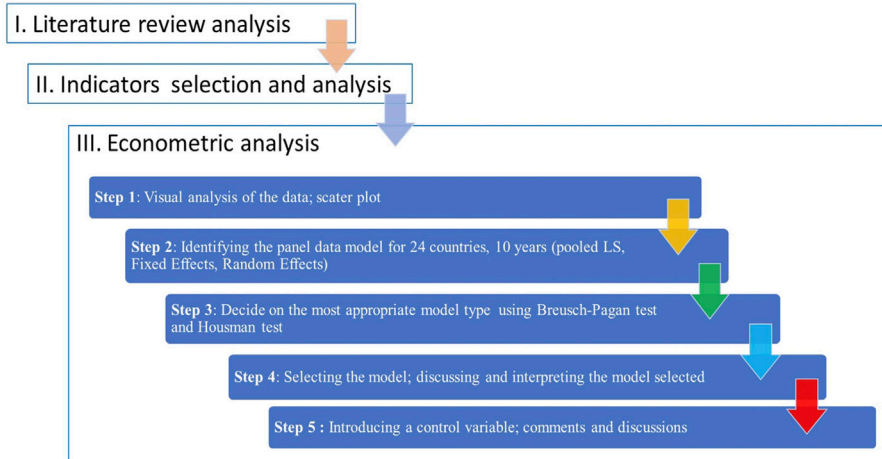 I. Literature review analysis
II. Indicators selection and analysis
III. Econometric analysis
Step 1: Visual analysis of the data; scater plot
Step 2: Identifying the panel data model for 24 countries, 10 years (pooled LS,
Fixed Effects, Random Effects)
Step 3: Decide on the most appropriate model type using Breusch-Pagan test
and Housman test
Step 4: Selecting the model; discussing and interpreting the model selected
Step 5 : Introducing a control variable; comments and discussions